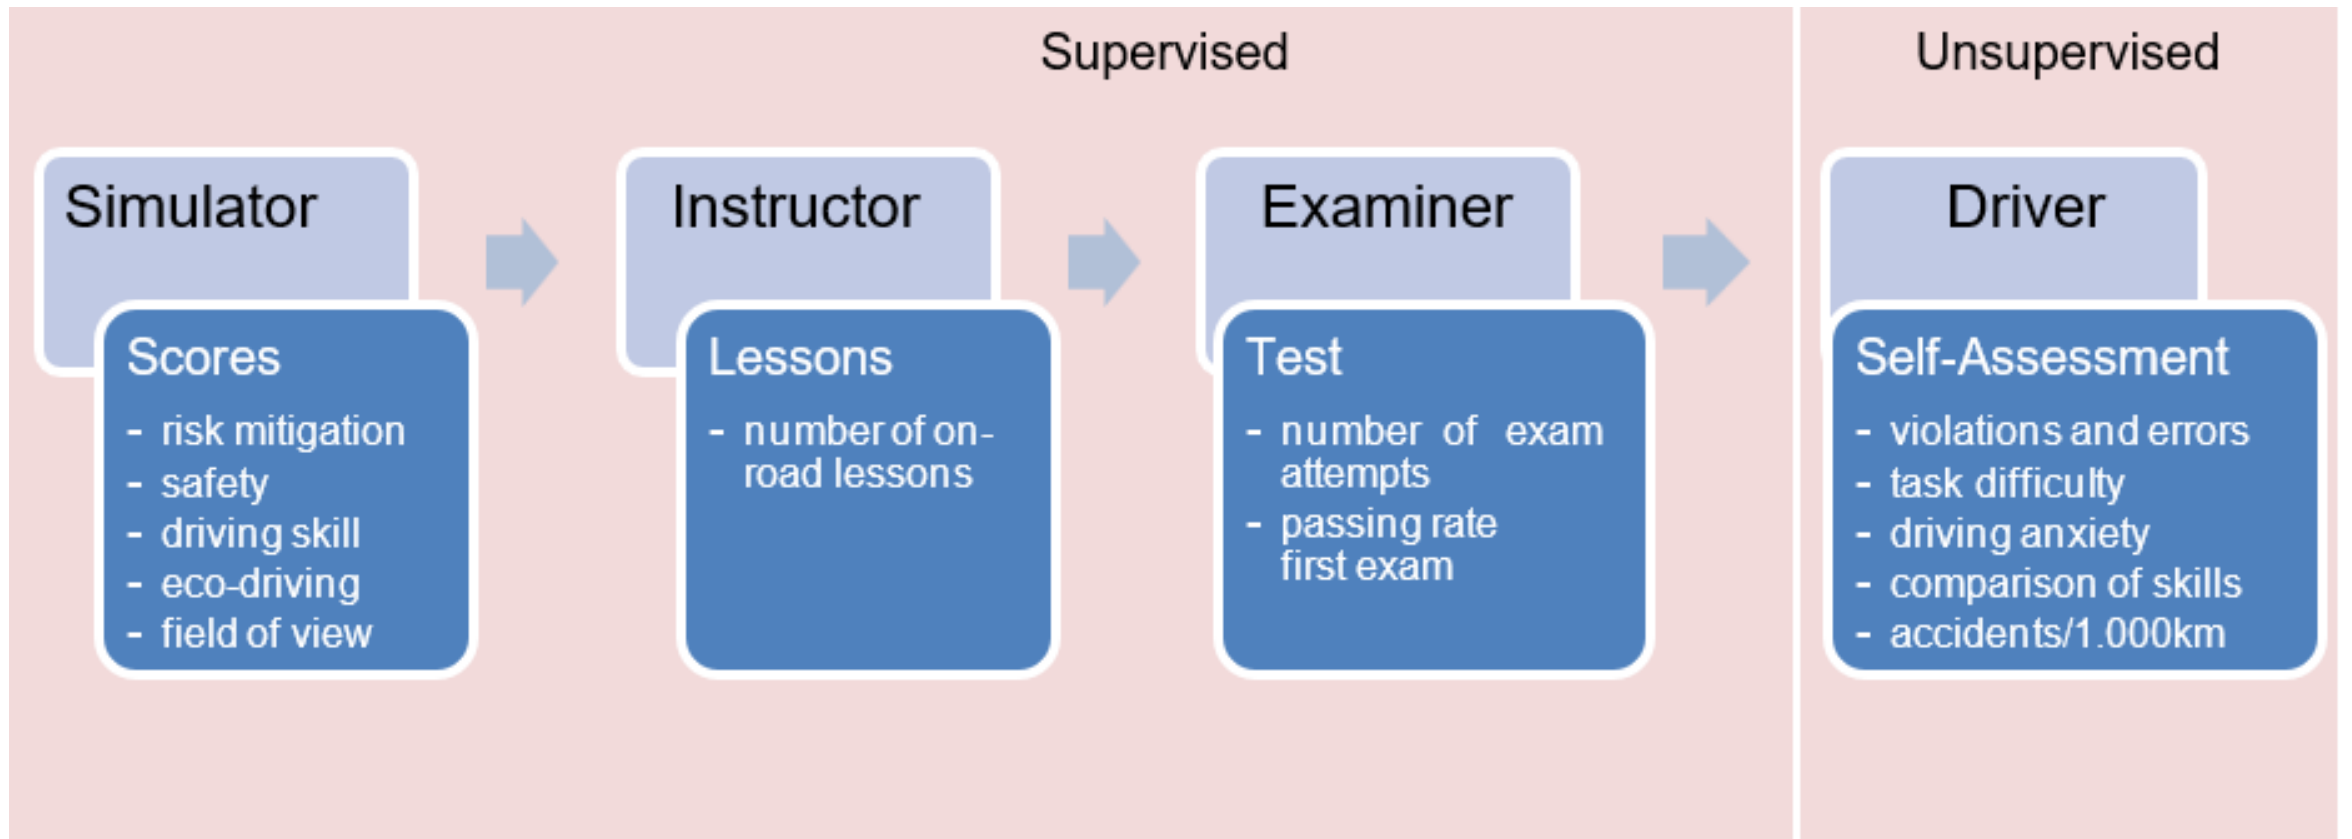 Supervised
Unsupervised
Simulator
Scores
- risk mitigation
- safety
- driving skill
- eco-driving
- field of view
Instructor
Lessons
- number of on-
road lessons
Examiner
Test
- number of exam
attempts
- passing rate
first exam
Driver
Self-Assessment
- violations and errors
- task difficulty
- driving anxiety
- comparison of skills
- accidents/1.000km